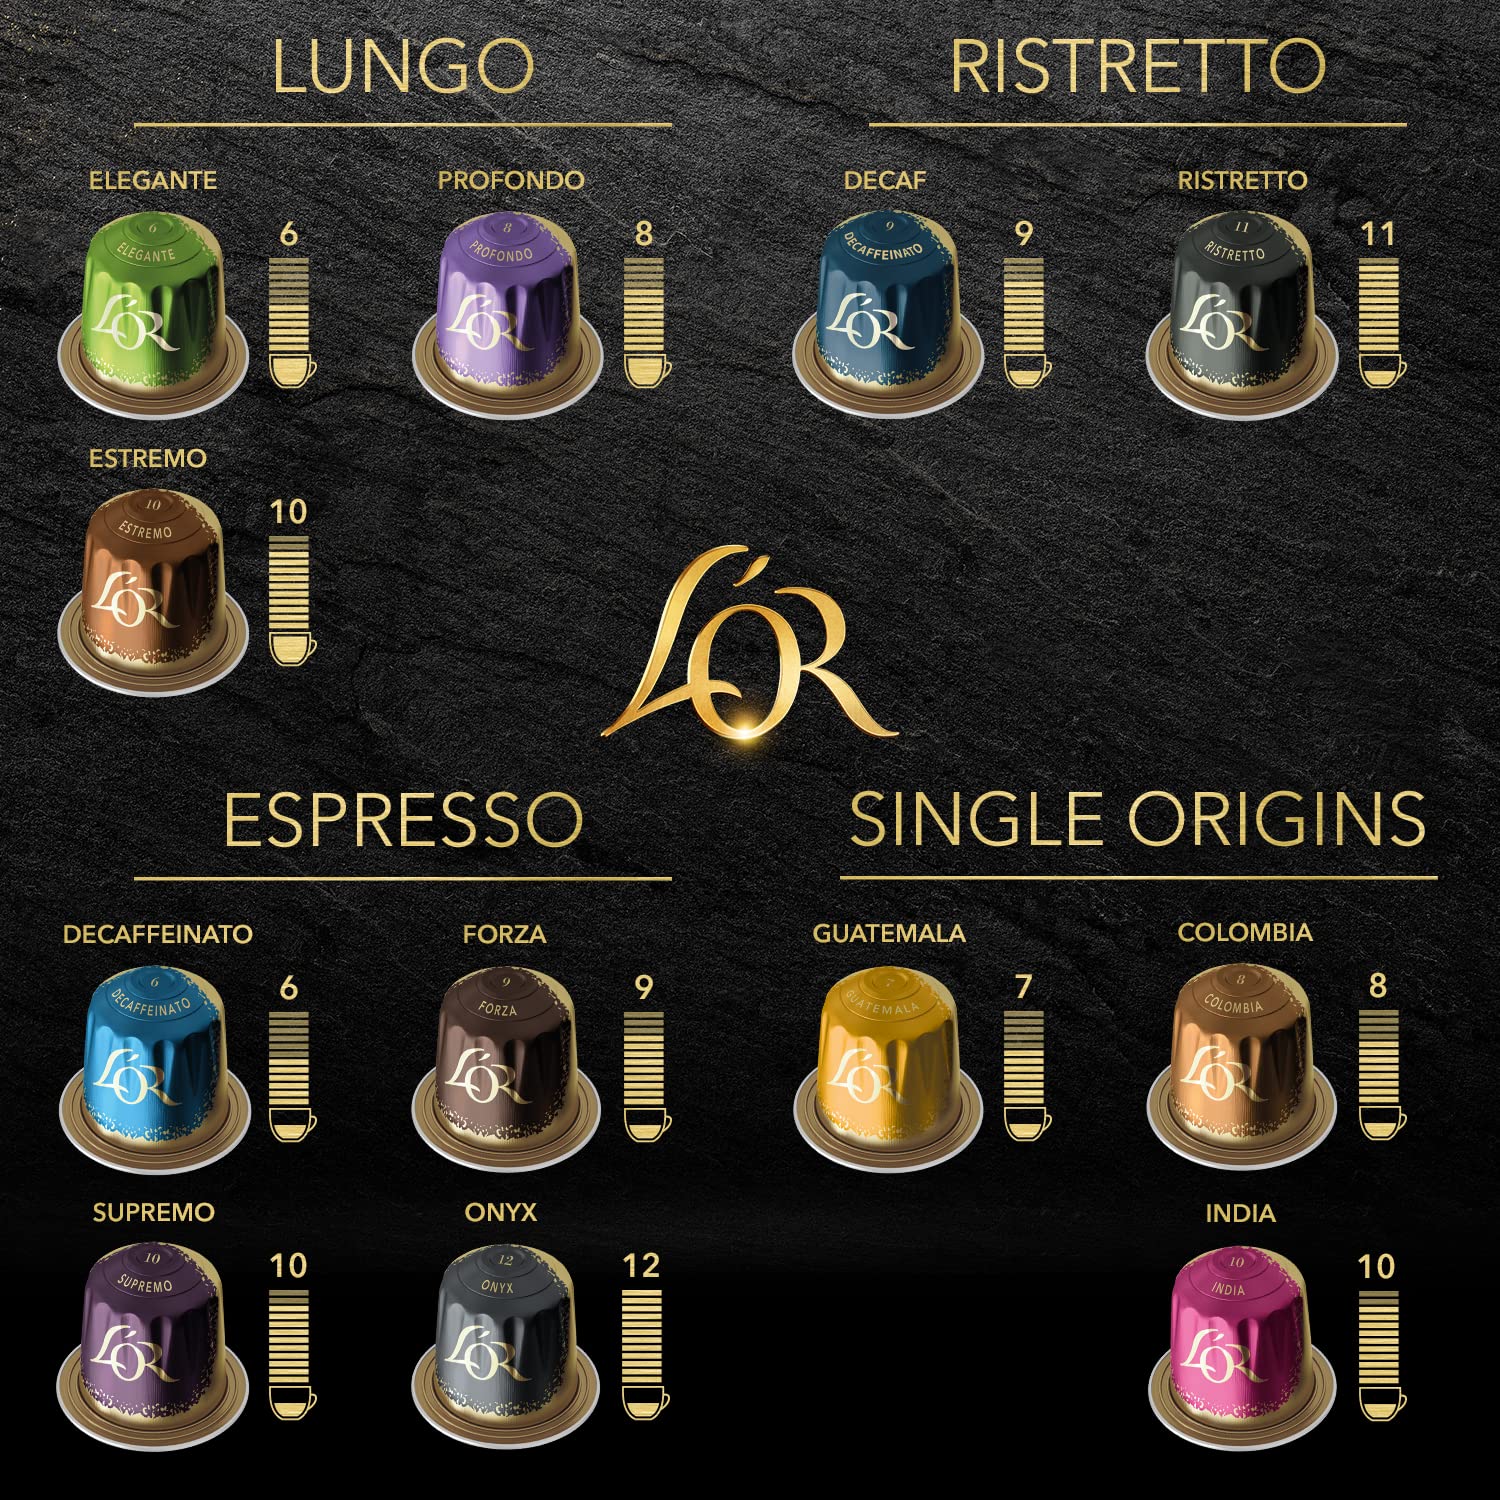 LUNGO
ELEGANTE
6
ELEGANTE
L'OR
6
PROFONDO
8
PROFONDO
L'OR
8
ESTREMO
10
ESTREMO
L'OR
10
RISTRETTO
DECAF
9
DECAFFEINATO
L'OR
9
RISTRETTO
11
RISTRETTO
L'OR
11
L'OR
ESPRESSO
DECAFFEINATO
6
DECAFFEINATO
L'OR
6
FORZA
9
FORZA
L'OR
9
SUPREMO
10
SUPREMO
L'OR
10
ONYX
12
ONYX
L'OR
12
SINGLE ORIGINS
GUATEMALA
7
GUATEMALA
L'OR
7
COLOMBIA
8
COLOMBIA
L'OR
8
INDIA
10
INDIA
L'OR
10